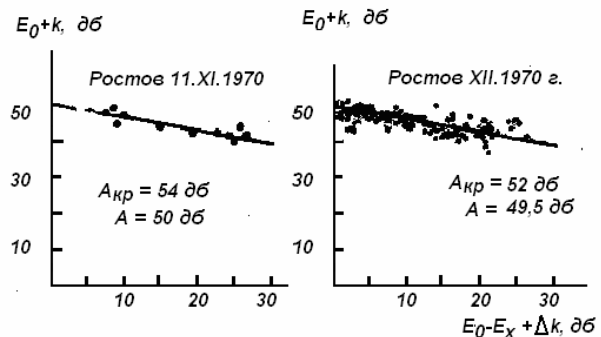 E₀+k, дб
E₀+k, дб
Ростов 11.XI.1970
Ростов XII.1970 г.
50
30
10
50
30
10
Aкр = 54 дб
A = 50 дб
Aкр = 52 дб
A = 49,5 дб
10 20 30
10 20 30
E₀-Eₓ +Δk, дб